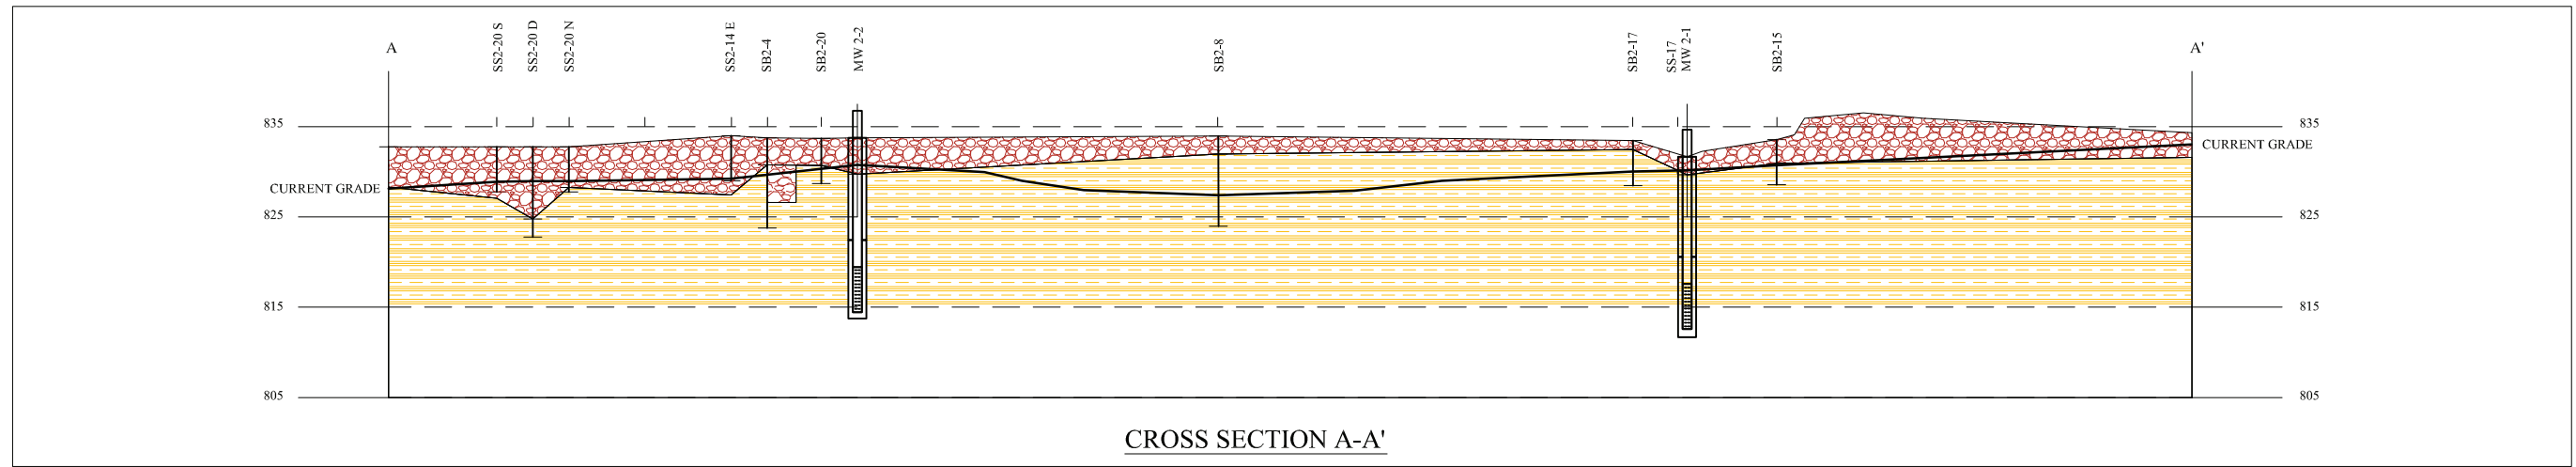 A
SS2-20 S
SS2-20 D
SS2-20 N
SS2-14 E
SB2-4
SB2-20
MW 2-2
SB2-8
SB2-17
SS-17
MW 2-1
SB2-15
A'
835
835
CURRENT GRADE
CURRENT GRADE
825
825
815
815
805
805
CROSS SECTION A-A'